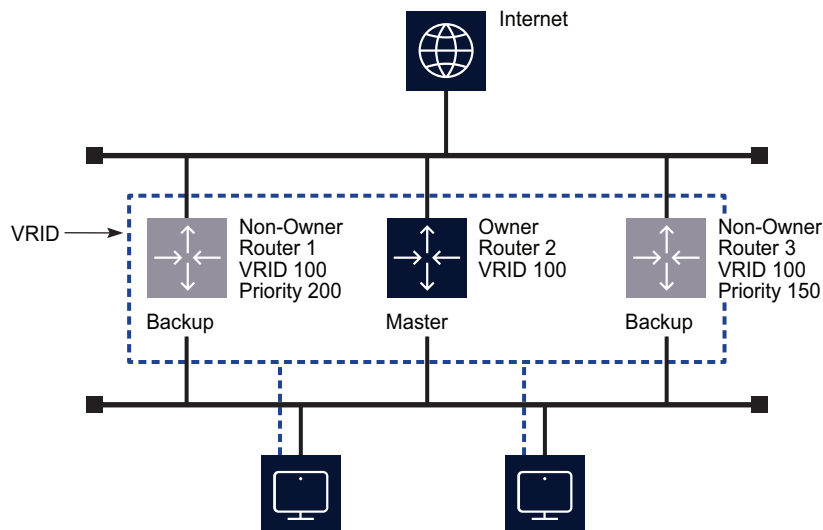 Internet
VRID
Non-Owner
Router 1
VRID 100
Priority 200
Backup
Owner
Router 2
VRID 100
Master
Non-Owner
Router 3
VRID 100
Priority 150
Backup